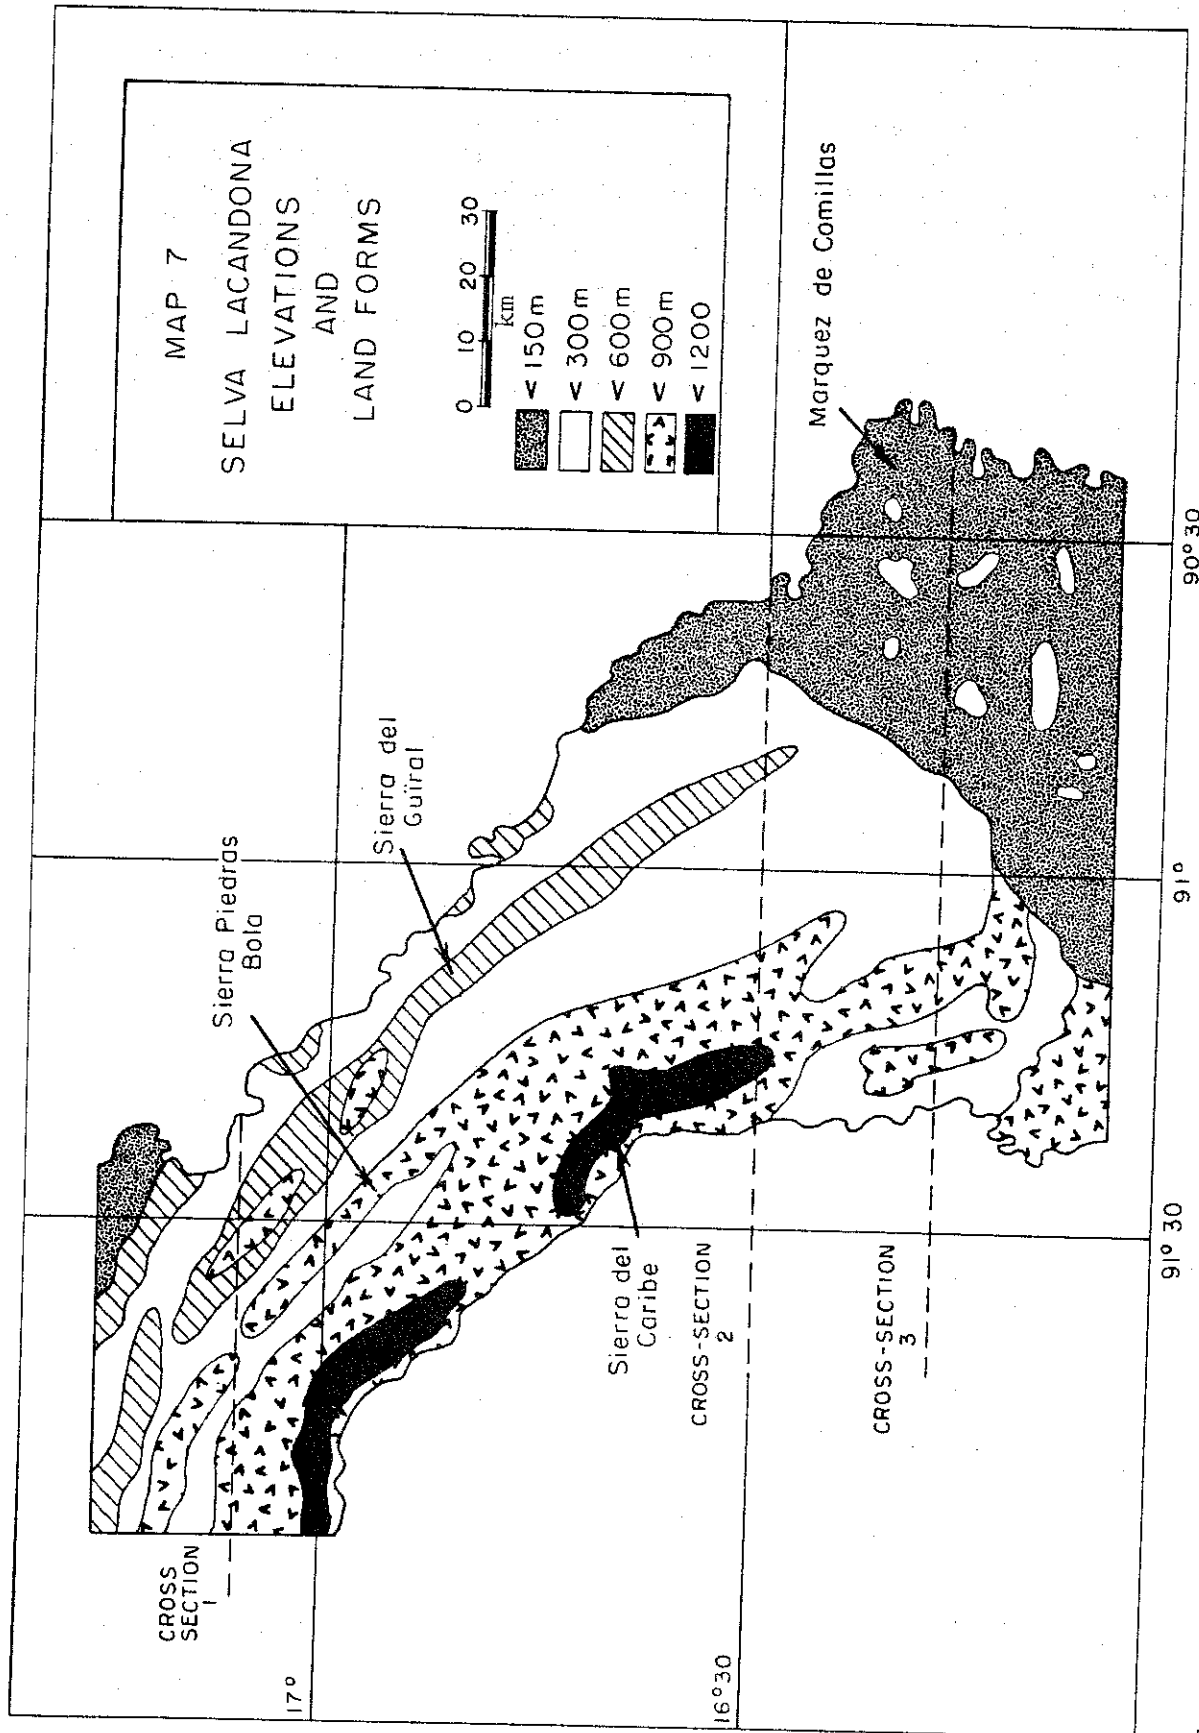 MAP 7
SELVA LACANDONA
ELEVATIONS
AND
LAND FORMS
0 10 20 30
km
< 150m
< 300m
< 600m
< 900m
< 1200
Marquez de Comillas
Sierra del
Guïral
Sierra Piedras
Bola
Sierra del
Caribe
CROSS
SECTION
1
CROSS-SECTION
2
CROSS-SECTION
3
17°
16°30
91° 30
91°
90° 30